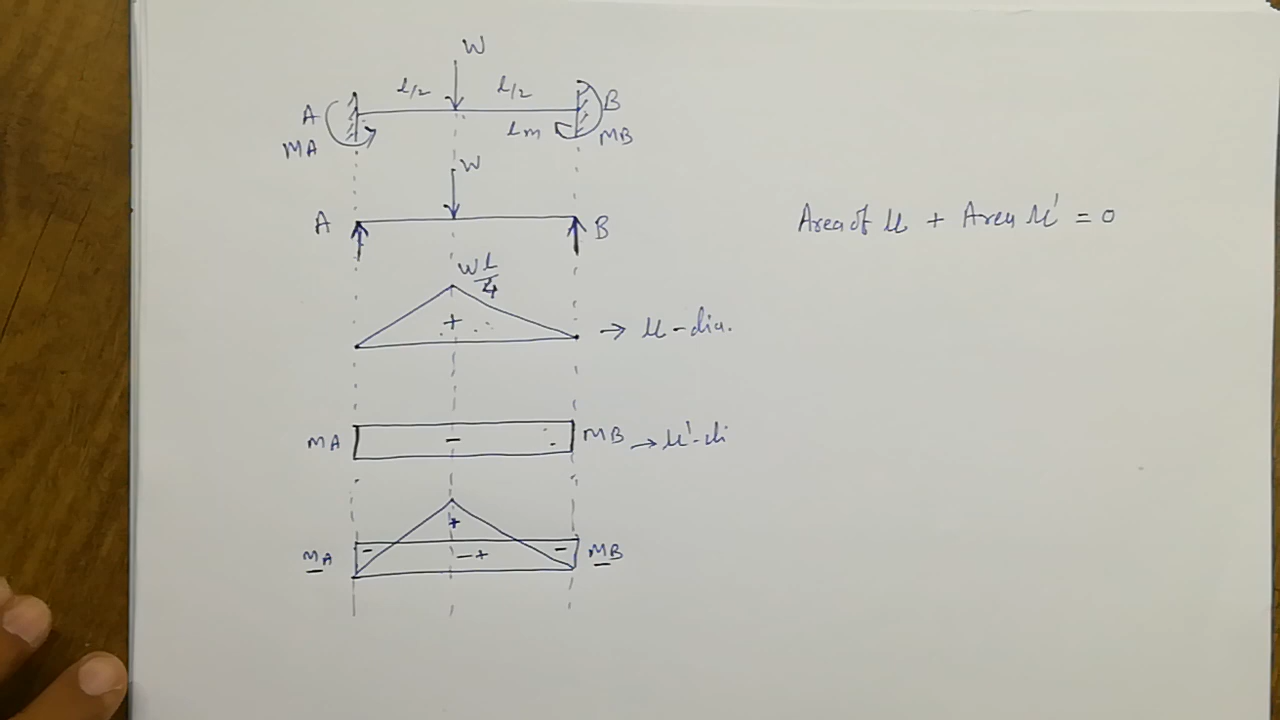 W
l/2 l/2
A B
MA lm MB
W
A B
Area of μ + Area μ' = 0
Wl/4
+ → μ-dia.
MA - MB → μ'-di
+
MA - -+ - MB